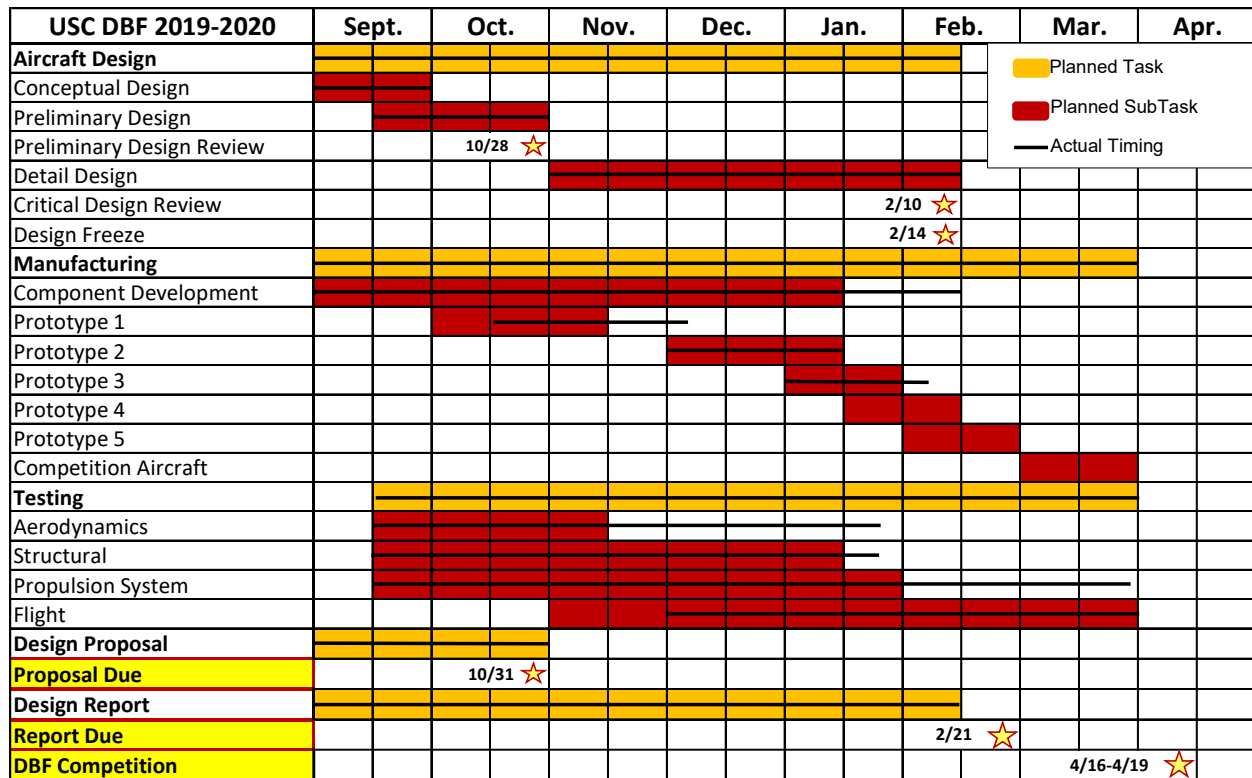 USC DBF 2019-2020 Sept. Oct. Nov. Dec. Jan. Feb. Mar. Apr.
Aircraft Design
Planned Task
Conceptual Design
Planned SubTask
Preliminary Design
Preliminary Design Review 10/28
Actual Timing
Detail Design
Critical Design Review 2/10
Design Freeze 2/14
Manufacturing
Component Development
Prototype 1
Prototype 2
Prototype 3
Prototype 4
Prototype 5
Competition Aircraft
Testing
Aerodynamics
Structural
Propulsion System
Flight
Design Proposal
Proposal Due 10/31
Design Report
Report Due 2/21
DBF Competition 4/16-4/19